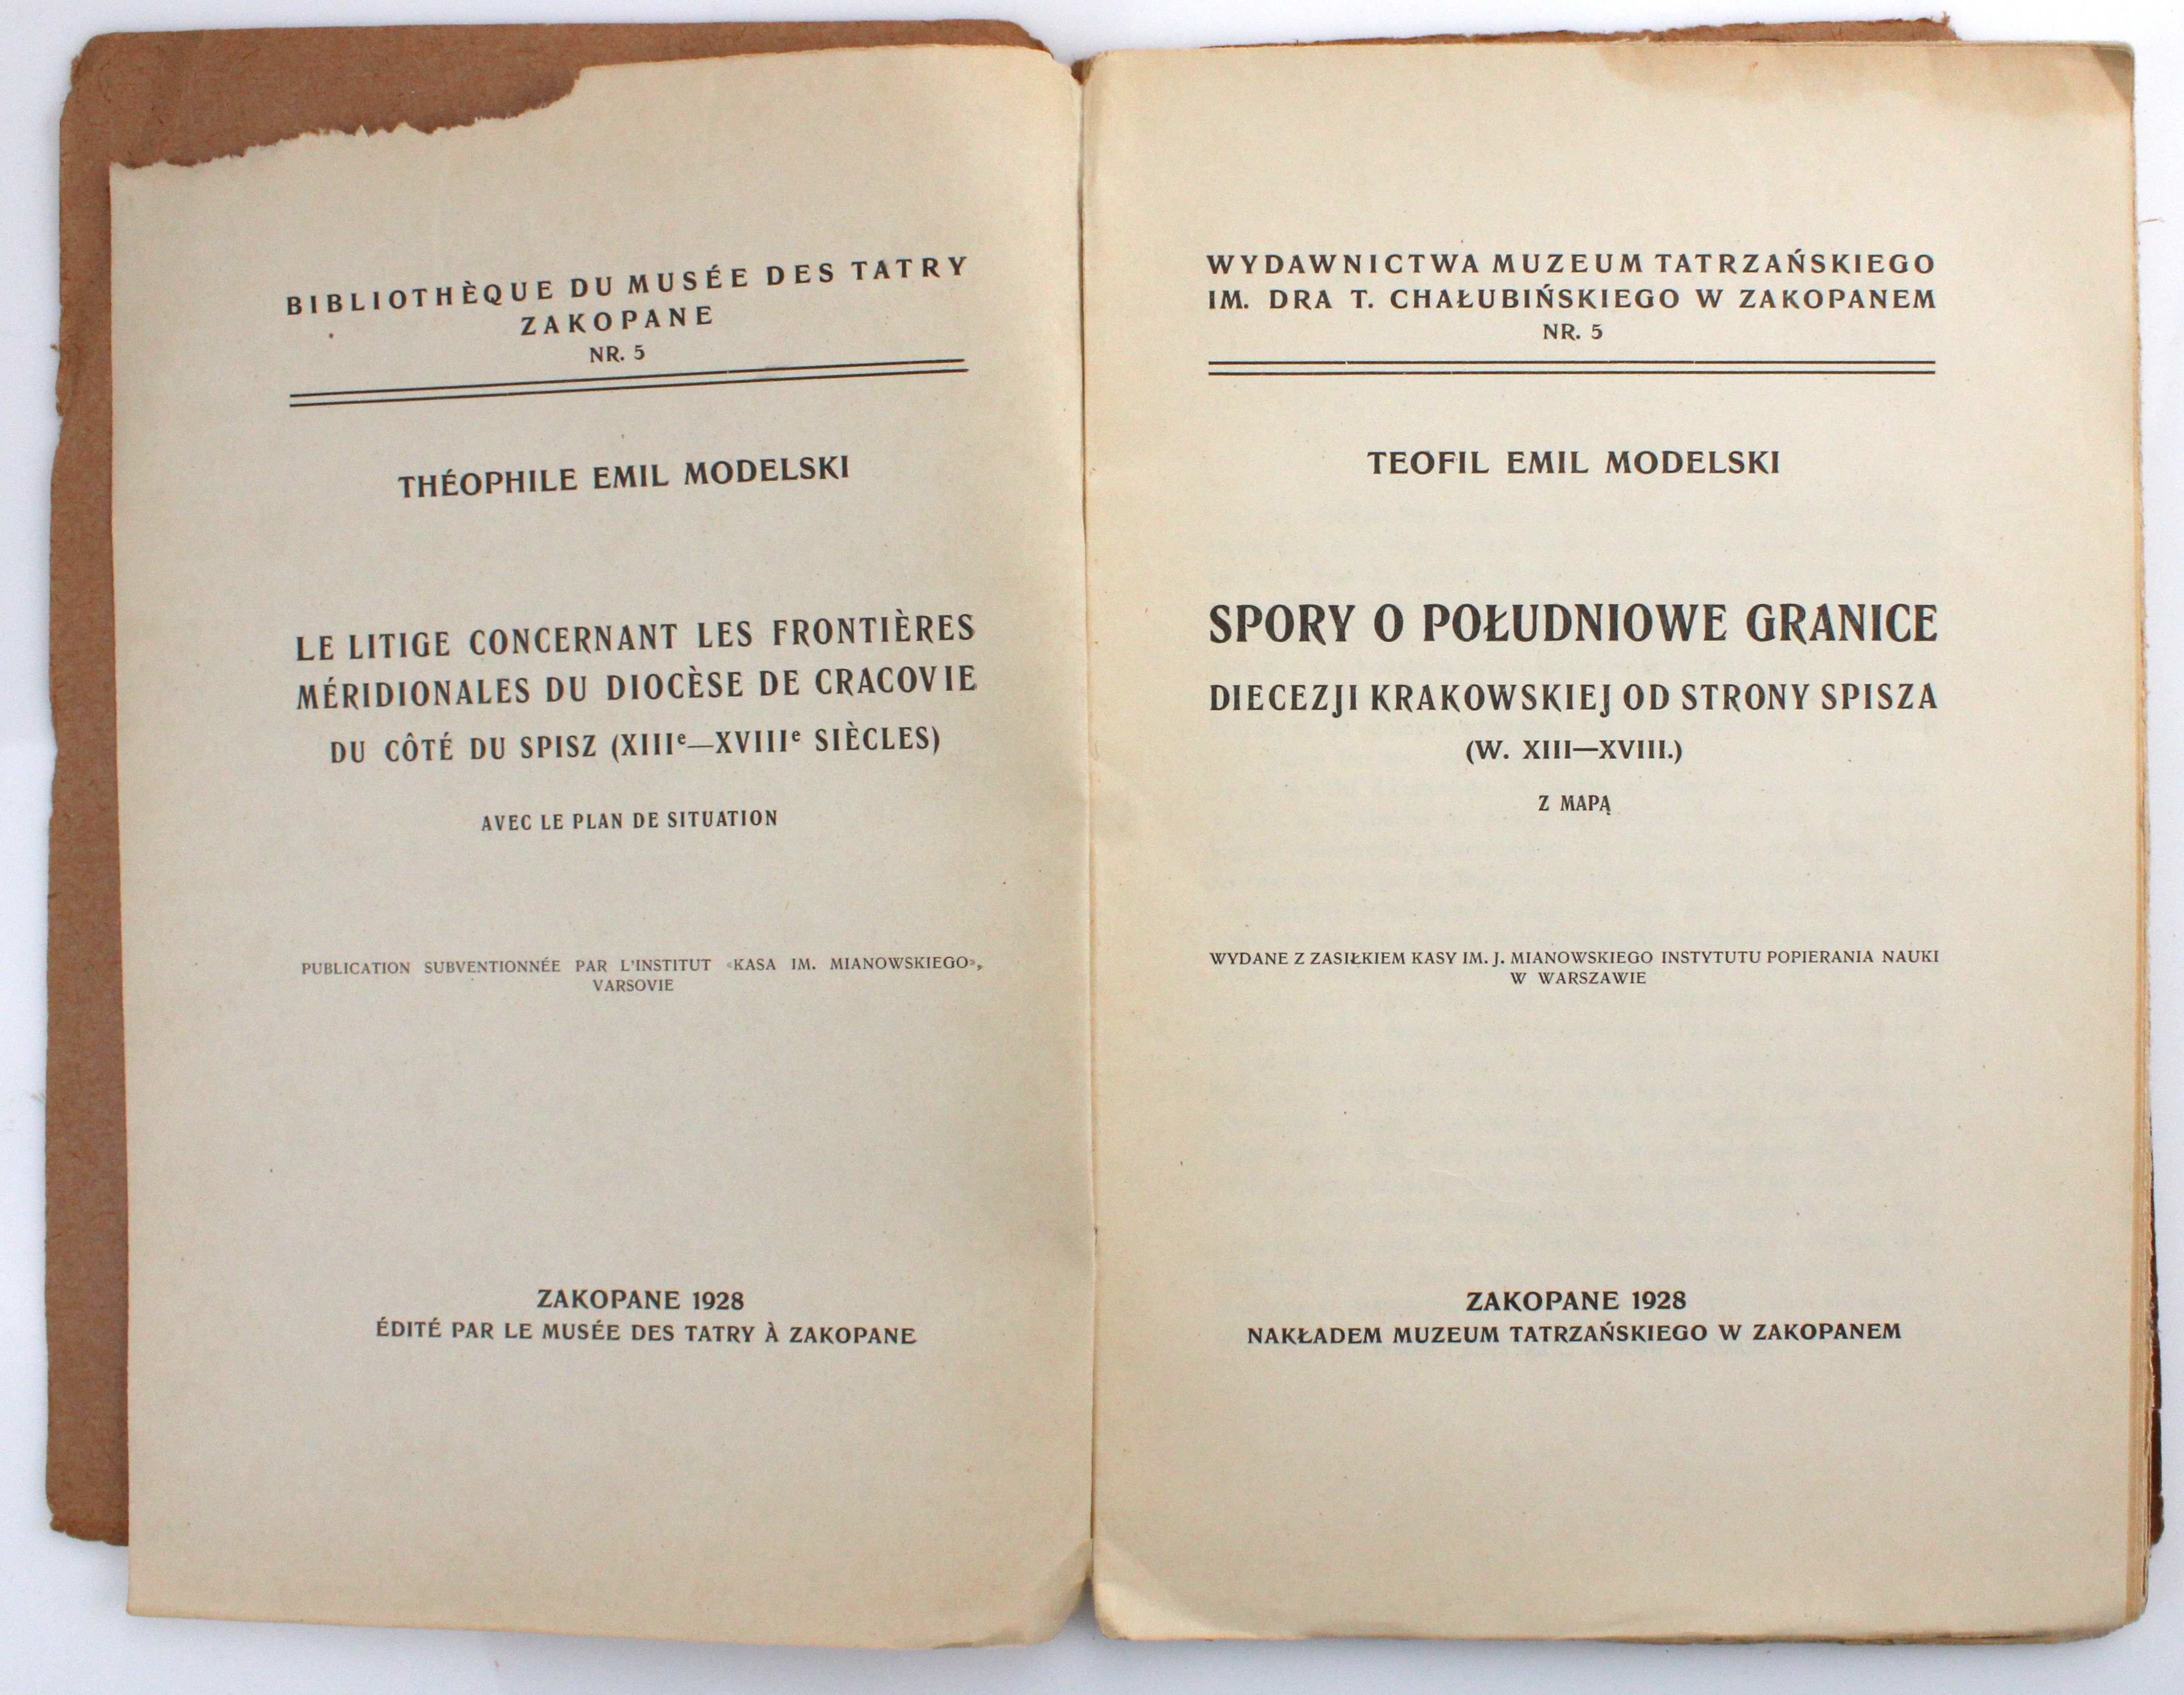 BIBLIOTHÈQUE DU MUSÉE DES TATRY
ZAKOPANE
NR. 5
THÉOPHILE EMIL MODELSKI
LE LITIGE CONCERNANT LES FRONTIÈRES
MÉRIDIONALES DU DIOCÈSE DE CRACOVIE
DU CÔTÉ DU SPISZ (XIIIᵉ—XVIIIᵉ SIÈCLES)
AVEC LE PLAN DE SITUATION
PUBLICATION SUBVENTIONNÉE PAR L'INSTITUT «KASA IM. MIANOWSKIEGO»,
VARSOVIE
ZAKOPANE 1928
ÉDITÉ PAR LE MUSÉE DES TATRY À ZAKOPANE
WYDAWNICTWA MUZEUM TATRZAŃSKIEGO
IM. DRA T. CHAŁUBIŃSKIEGO W ZAKOPANEM
NR. 5
TEOFIL EMIL MODELSKI
SPORY O POŁUDNIOWE GRANICE
DIECEZJI KRAKOWSKIEJ OD STRONY SPISZA
(W. XIII—XVIII.)
Z MAPĄ
WYDANE Z ZASIŁKIEM KASY IM. J. MIANOWSKIEGO INSTYTUTU POPIERANIA NAUKI
W WARSZAWIE
ZAKOPANE 1928
NAKŁADEM MUZEUM TATRZAŃSKIEGO W ZAKOPANEM